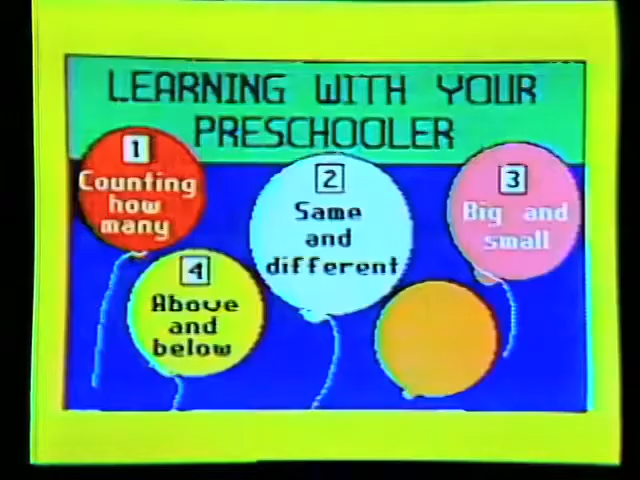 LEARNING WITH YOUR
PRESCHOOLER
1
Counting
how
many
2
Same
and
different
3
Big and
small
4
Above
and
below